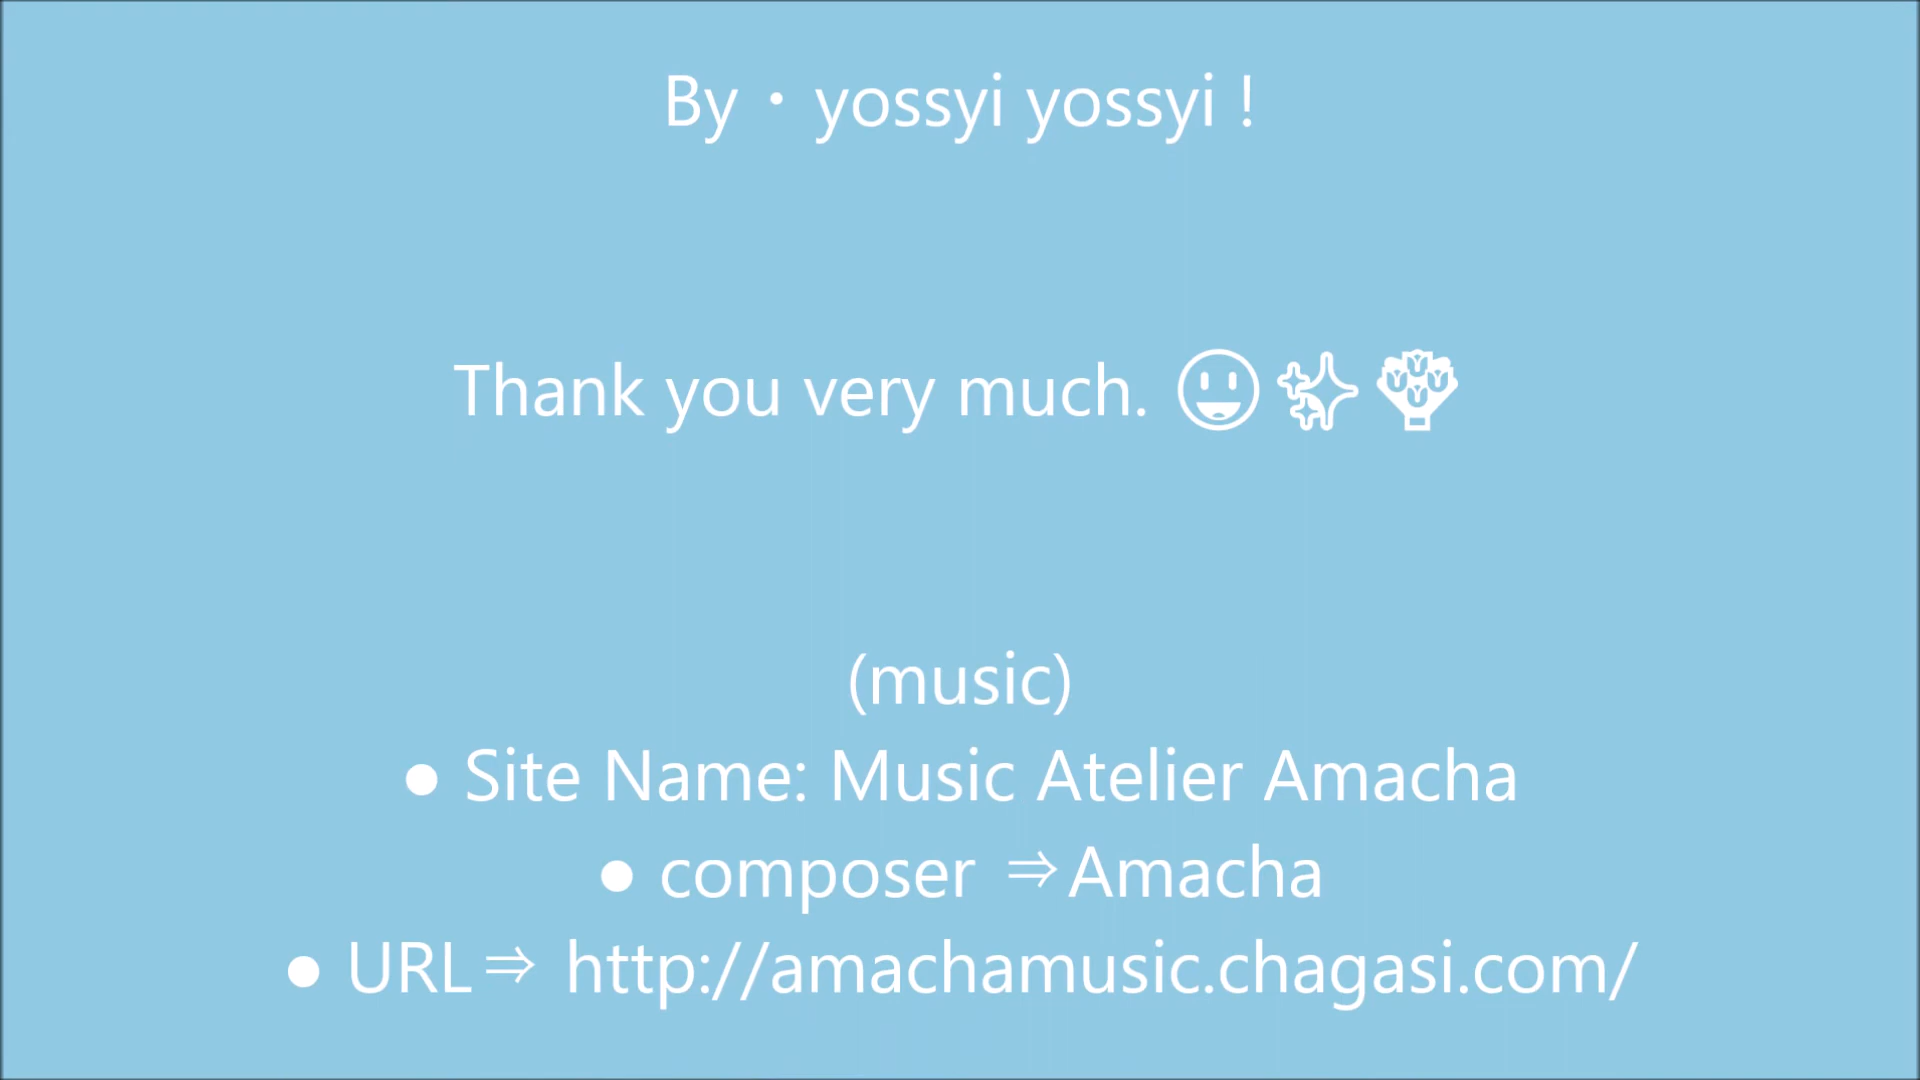 By・yossyi yossyi !
Thank you very much. 😃✨💐
(music)
● Site Name: Music Atelier Amacha
● composer ⇒Amacha
● URL⇒ http://amachamusic.chagasi.com/